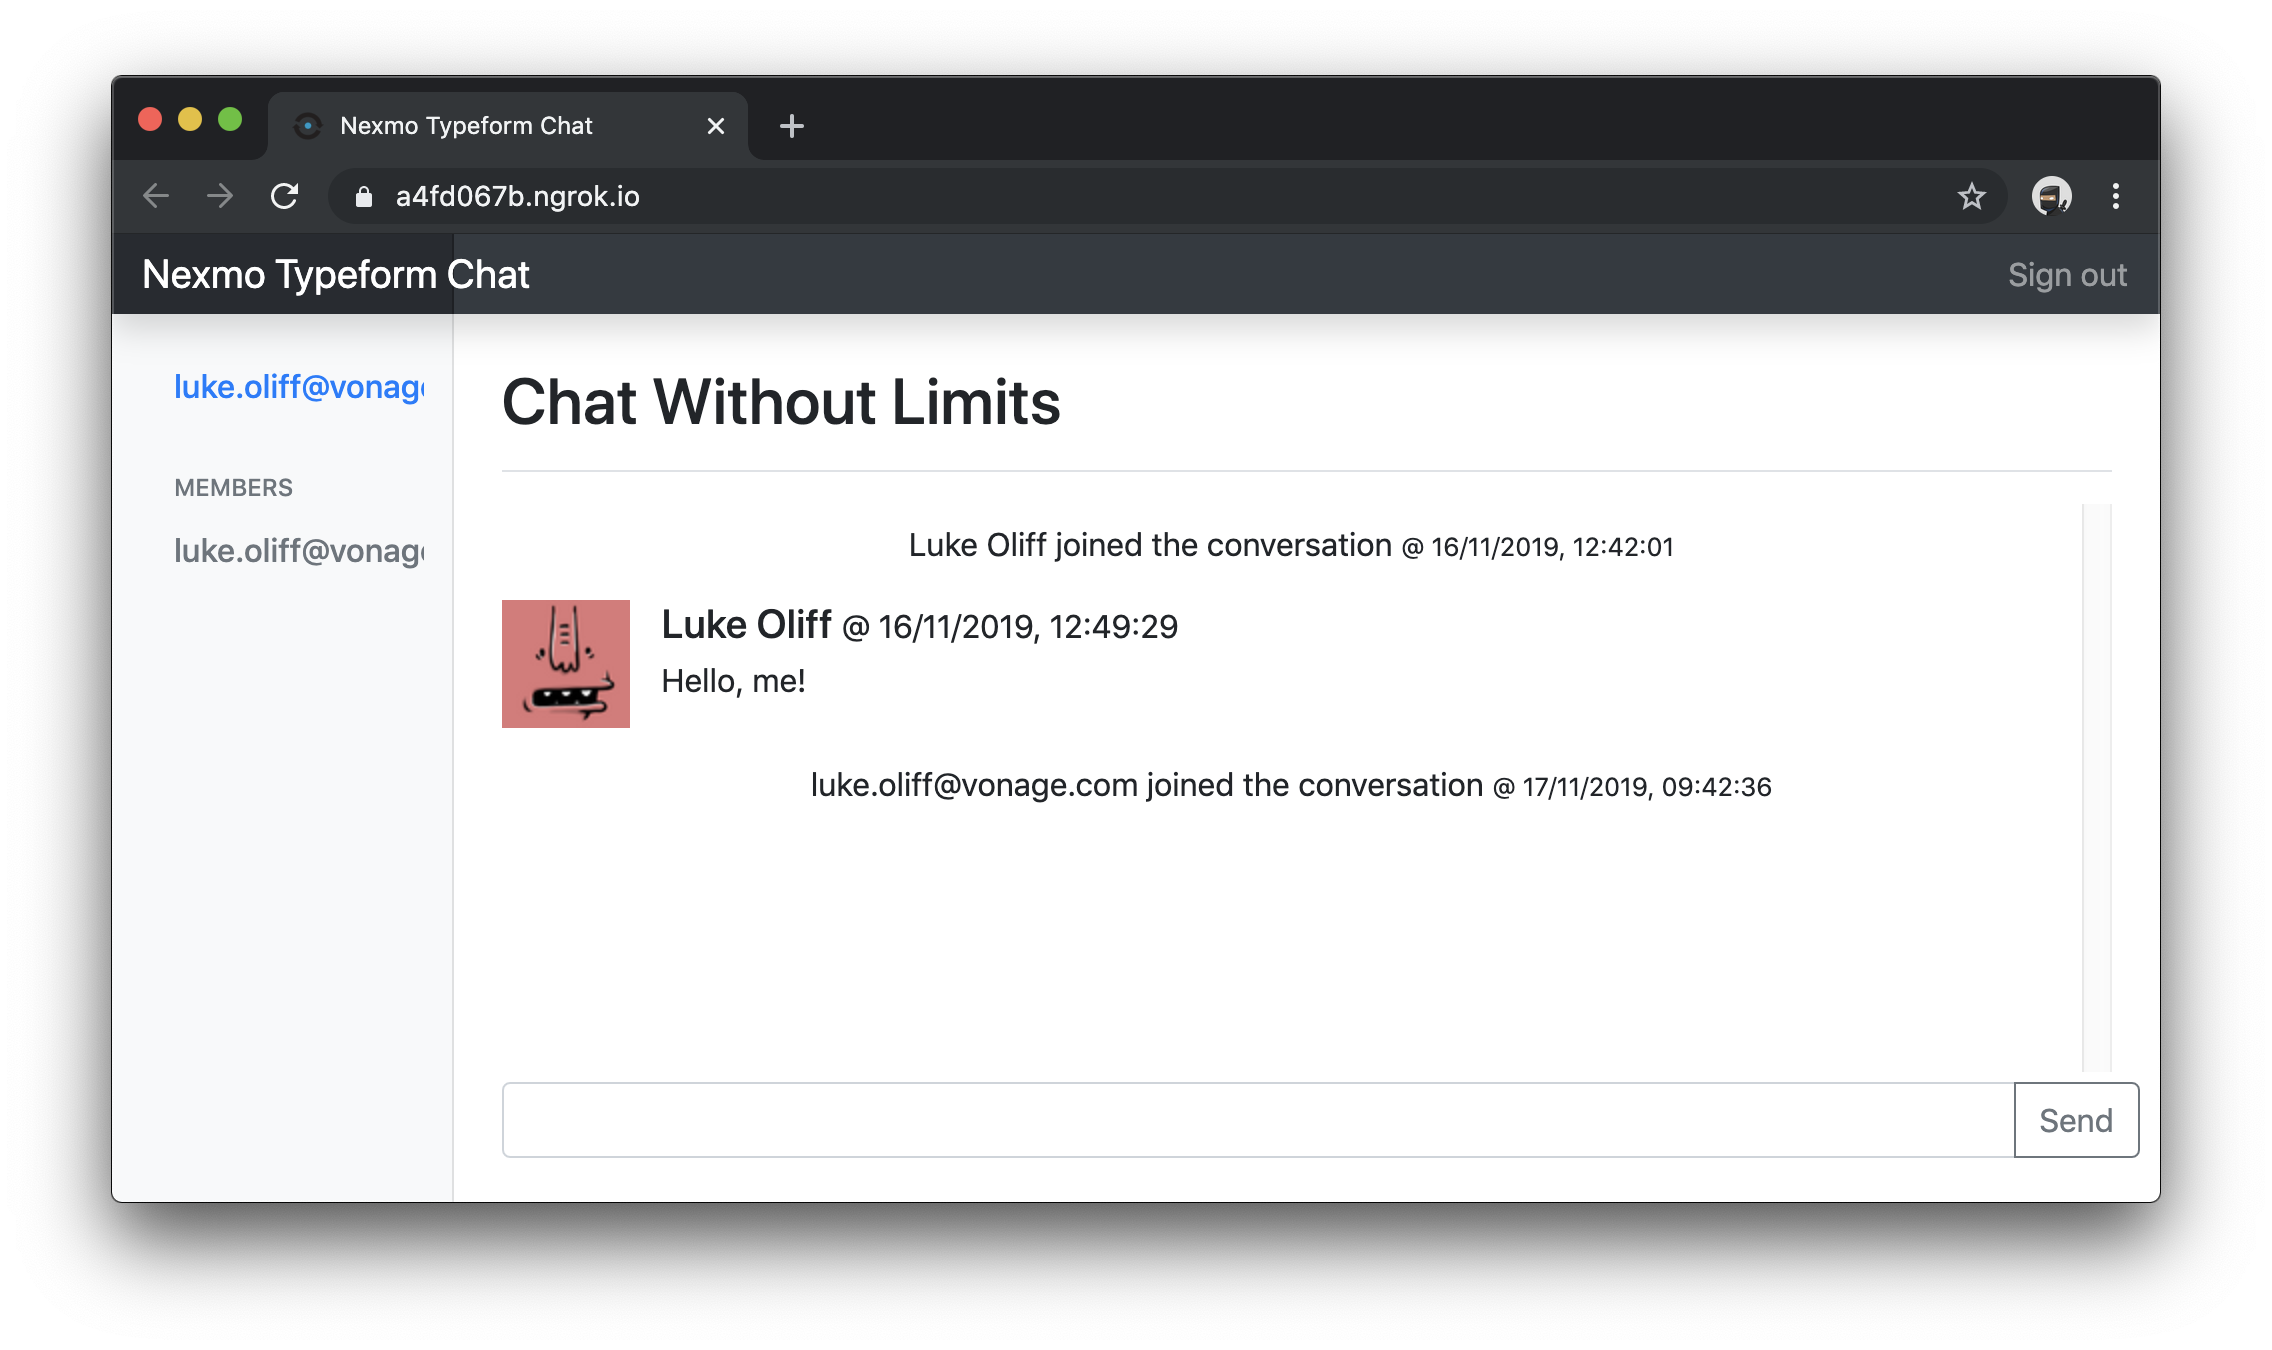 Nexmo Typeform Chat
a4fd067b.ngrok.io
Nexmo Typeform Chat
Sign out
luke.oliff@vonag
MEMBERS
luke.oliff@vonag
Chat Without Limits
Luke Oliff joined the conversation @ 16/11/2019, 12:42:01
Luke Oliff @ 16/11/2019, 12:49:29
Hello, me!
luke.oliff@vonage.com joined the conversation @ 17/11/2019, 09:42:36
Send